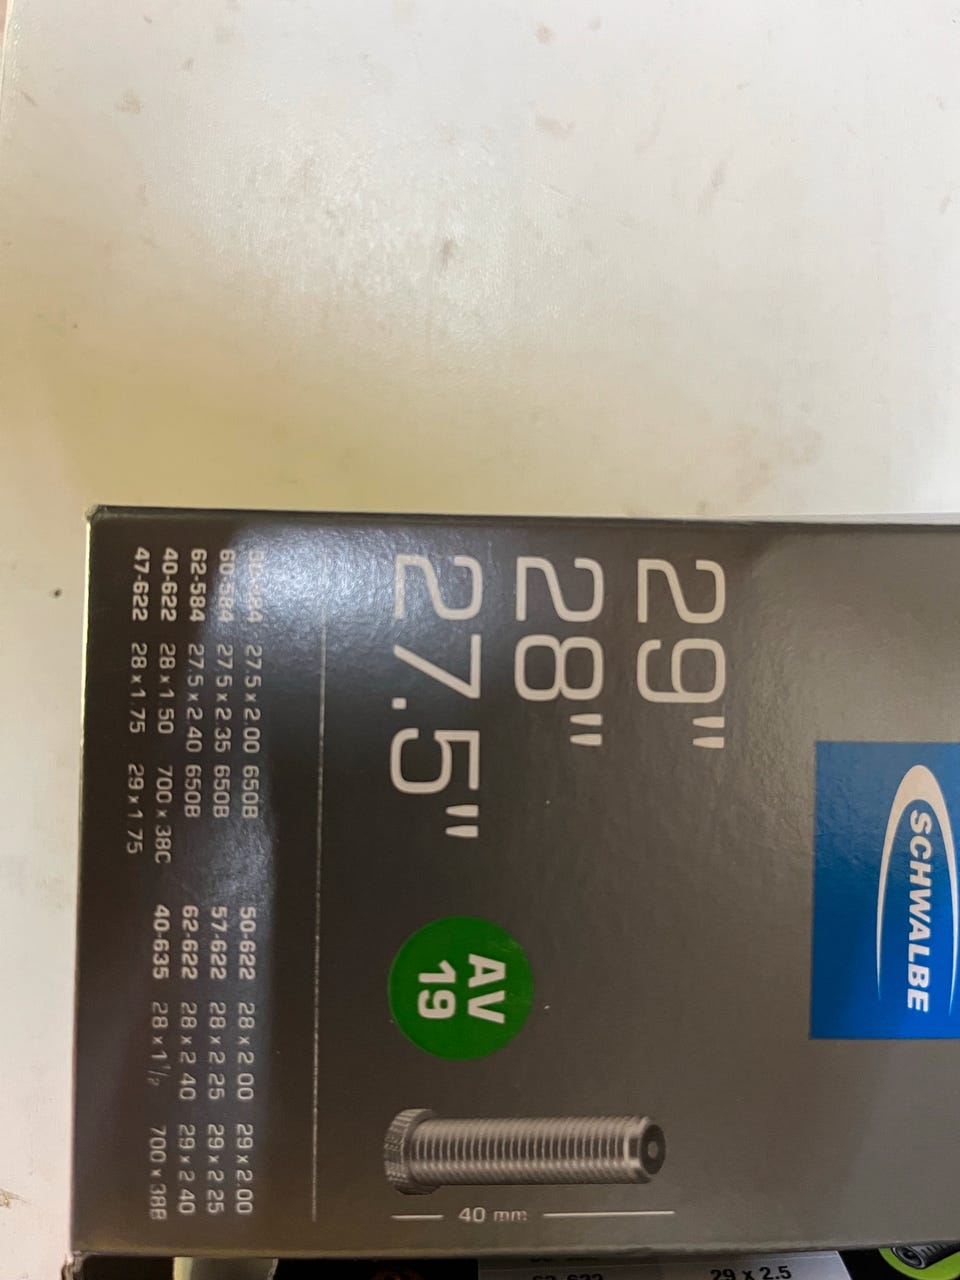 SCHWALBE
29"
28"
27.5"
AV
19
40 mm
27.5 x 2.00 650B
60-584 27.5 x 2.35 650B
62-584 27.5 x 2.40 650B
40-622 28 x 1.50 700 x 38C
47-622 28 x 1.75 29 x 1.75
50-622 28 x 2.00 29 x 2.00
57-622 28 x 2.25 29 x 2.25
62-622 28 x 2.40 29 x 2.40
40-635 28 x 1 1/2 700 x 38B
29 x 2.5